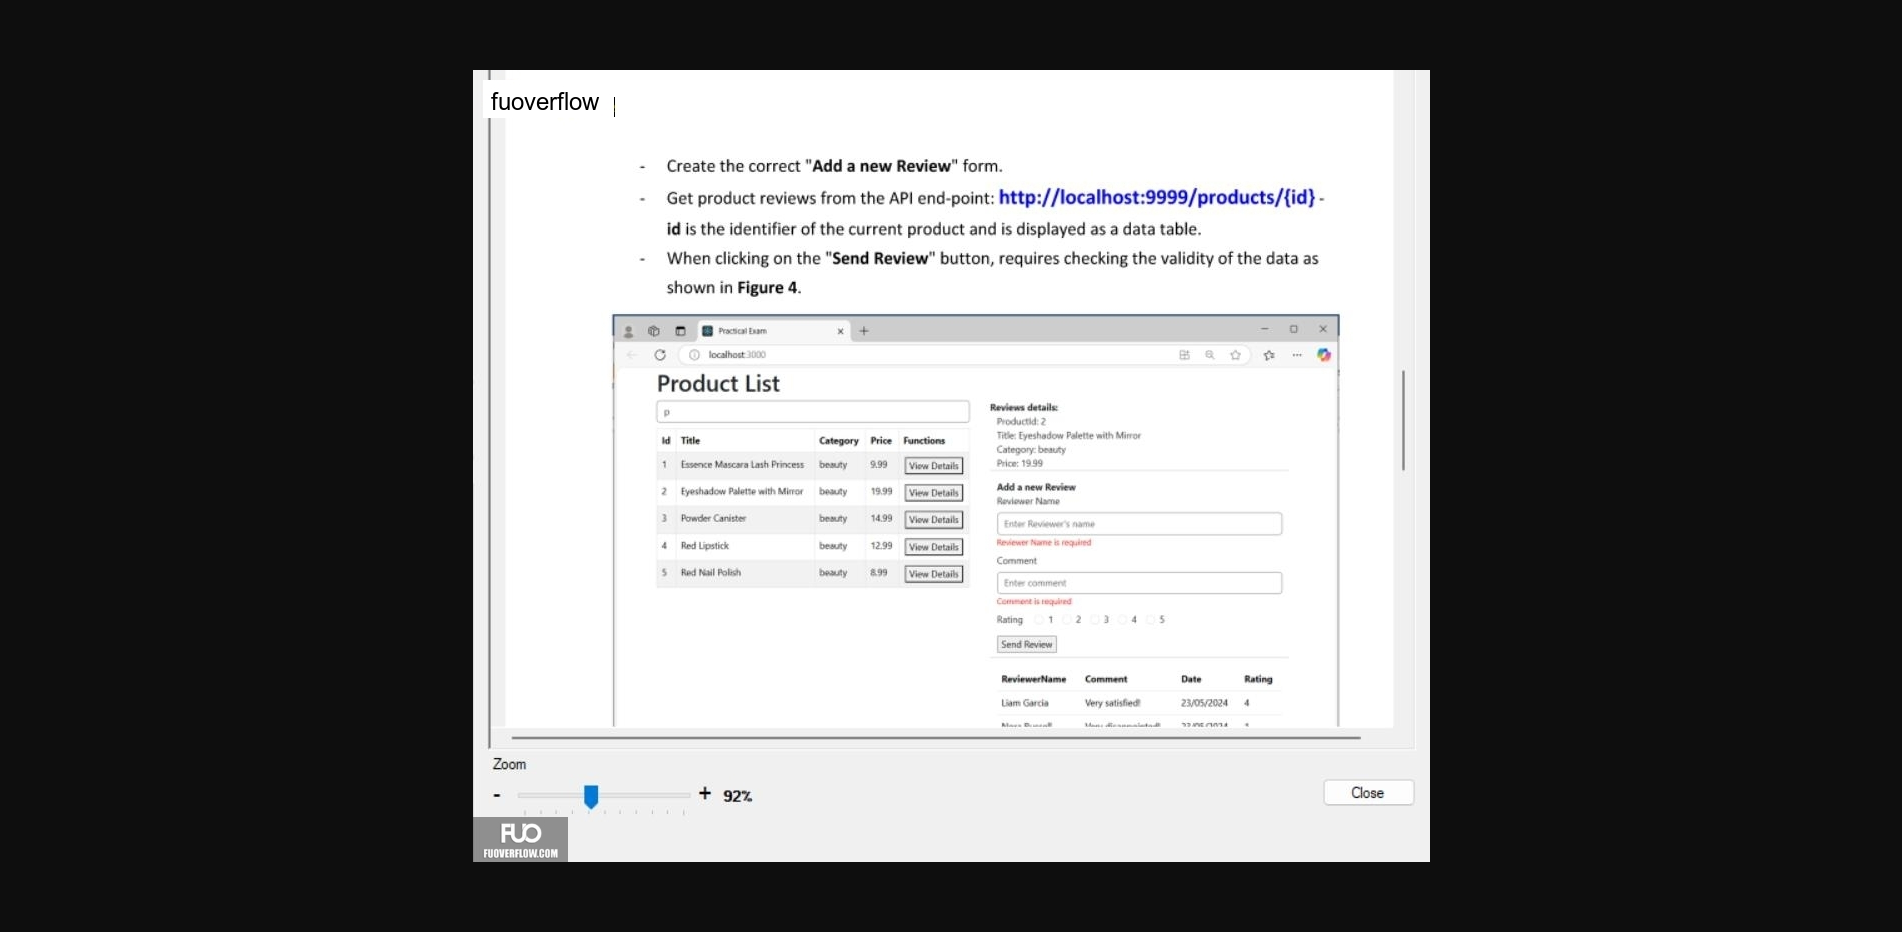 fuoverflow
- Create the correct "Add a new Review" form.
- Get product reviews from the API end-point: http://localhost:9999/products/{id} -
id is the identifier of the current product and is displayed as a data table.
- When clicking on the "Send Review" button, requires checking the validity of the data as
shown in Figure 4.
Practical Exam
localhost:3000
Product List
p
Id Title Category Price Functions
1 Essence Mascara Lash Princess beauty 9.99 View Details
2 Eyeshadow Palette with Mirror beauty 19.99 View Details
3 Powder Canister beauty 14.99 View Details
4 Red Lipstick beauty 12.99 View Details
5 Red Nail Polish beauty 8.99 View Details
Reviews details:
ProductId: 2
Title: Eyeshadow Palette with Mirror
Category: beauty
Price: 19.99
Add a new Review
Reviewer Name
Enter Reviewer's name
Reviewer Name is required
Comment
Enter comment
Comment is required
Rating 1 2 3 4 5
Send Review
ReviewerName Comment Date Rating
Liam Garcia Very satisfied! 23/05/2024 4
Zoom
- + 92%
Close
FUO
FUOVERFLOW.COM